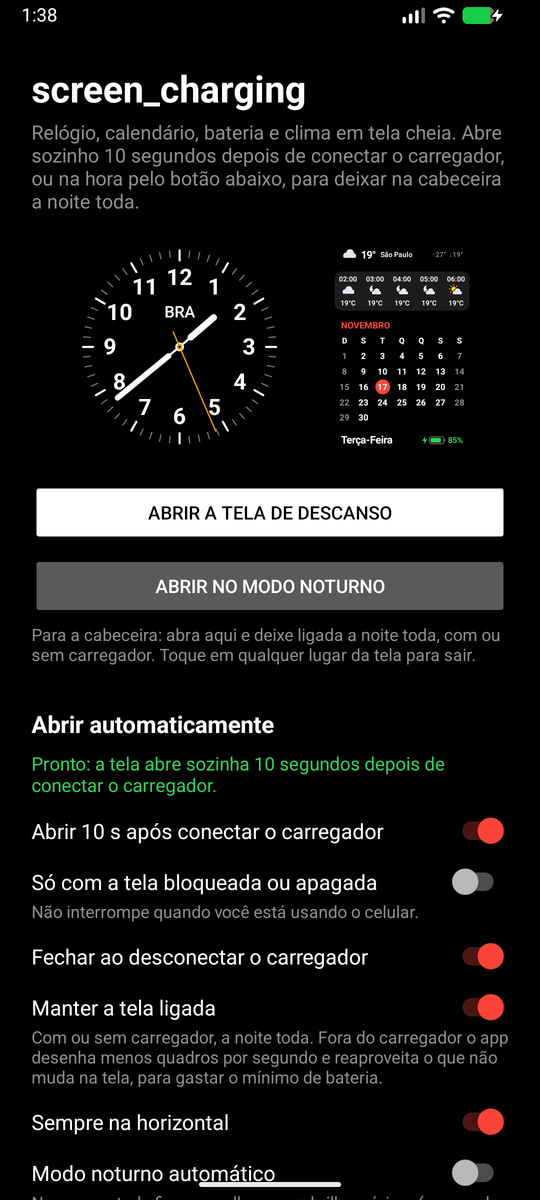 1:38
screen_charging
Relógio, calendário, bateria e clima em tela cheia. Abre
sozinho 10 segundos depois de conectar o carregador,
ou na hora pelo botão abaixo, para deixar na cabeceira
a noite toda.
12
11 1
10 BRA 2
9 3
8 4
7 5
6
19° São Paulo ↑27° ↓19°
02:00 03:00 04:00 05:00 06:00
19°C 19°C 19°C 19°C 19°C
NOVEMBRO
D S T Q Q S S
1 2 3 4 5 6 7
8 9 10 11 12 13 14
15 16 17 18 19 20 21
22 23 24 25 26 27 28
29 30
Terça-Feira 85%
ABRIR A TELA DE DESCANSO
ABRIR NO MODO NOTURNO
Para a cabeceira: abra aqui e deixe ligada a noite toda, com ou
sem carregador. Toque em qualquer lugar da tela para sair.
Abrir automaticamente
Pronto: a tela abre sozinha 10 segundos depois de
conectar o carregador.
Abrir 10 s após conectar o carregador
Só com a tela bloqueada ou apagada
Não interrompe quando você está usando o celular.
Fechar ao desconectar o carregador
Manter a tela ligada
Com ou sem carregador, a noite toda. Fora do carregador o app
desenha menos quadros por segundo e reaproveita o que não
muda na tela, para gastar o mínimo de bateria.
Sempre na horizontal
Modo noturno automático